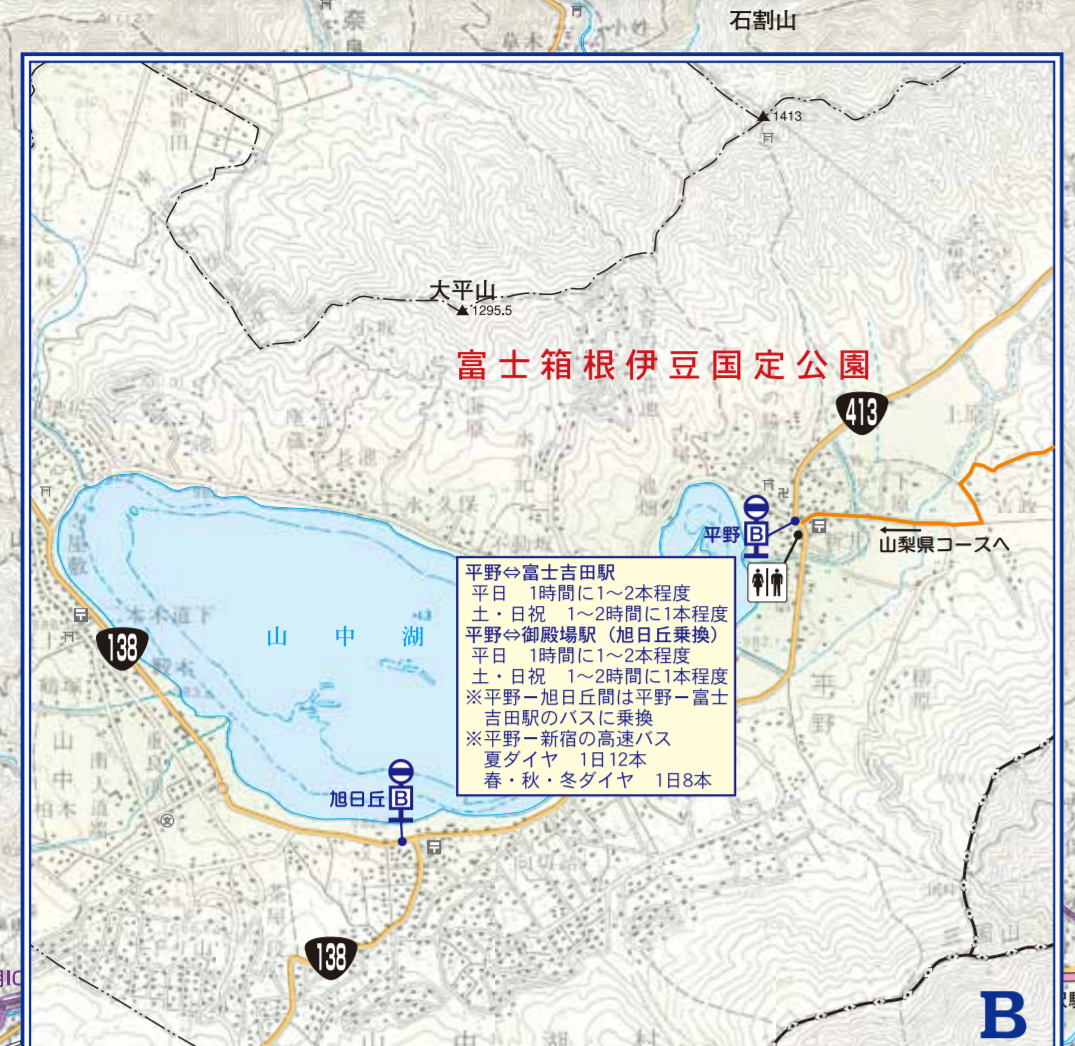 石割山
1413
大平山
1295.5
富士箱根伊豆国定公園
413
平野
B
山梨県コースへ
平野⇔富士吉田駅
平日 1時間に1〜2本程度
土・日祝 1〜2時間に1本程度
平野⇔御殿場駅（旭日丘乗換）
平日 1時間に1〜2本程度
土・日祝 1〜2時間に1本程度
※平野ー旭日丘間は平野ー富士
吉田駅のバスに乗換
※平野ー新宿の高速バス
夏ダイヤ 1日12本
春・秋・冬ダイヤ 1日8本
山中湖
138
旭日丘
B
平野
138
山中湖村
B